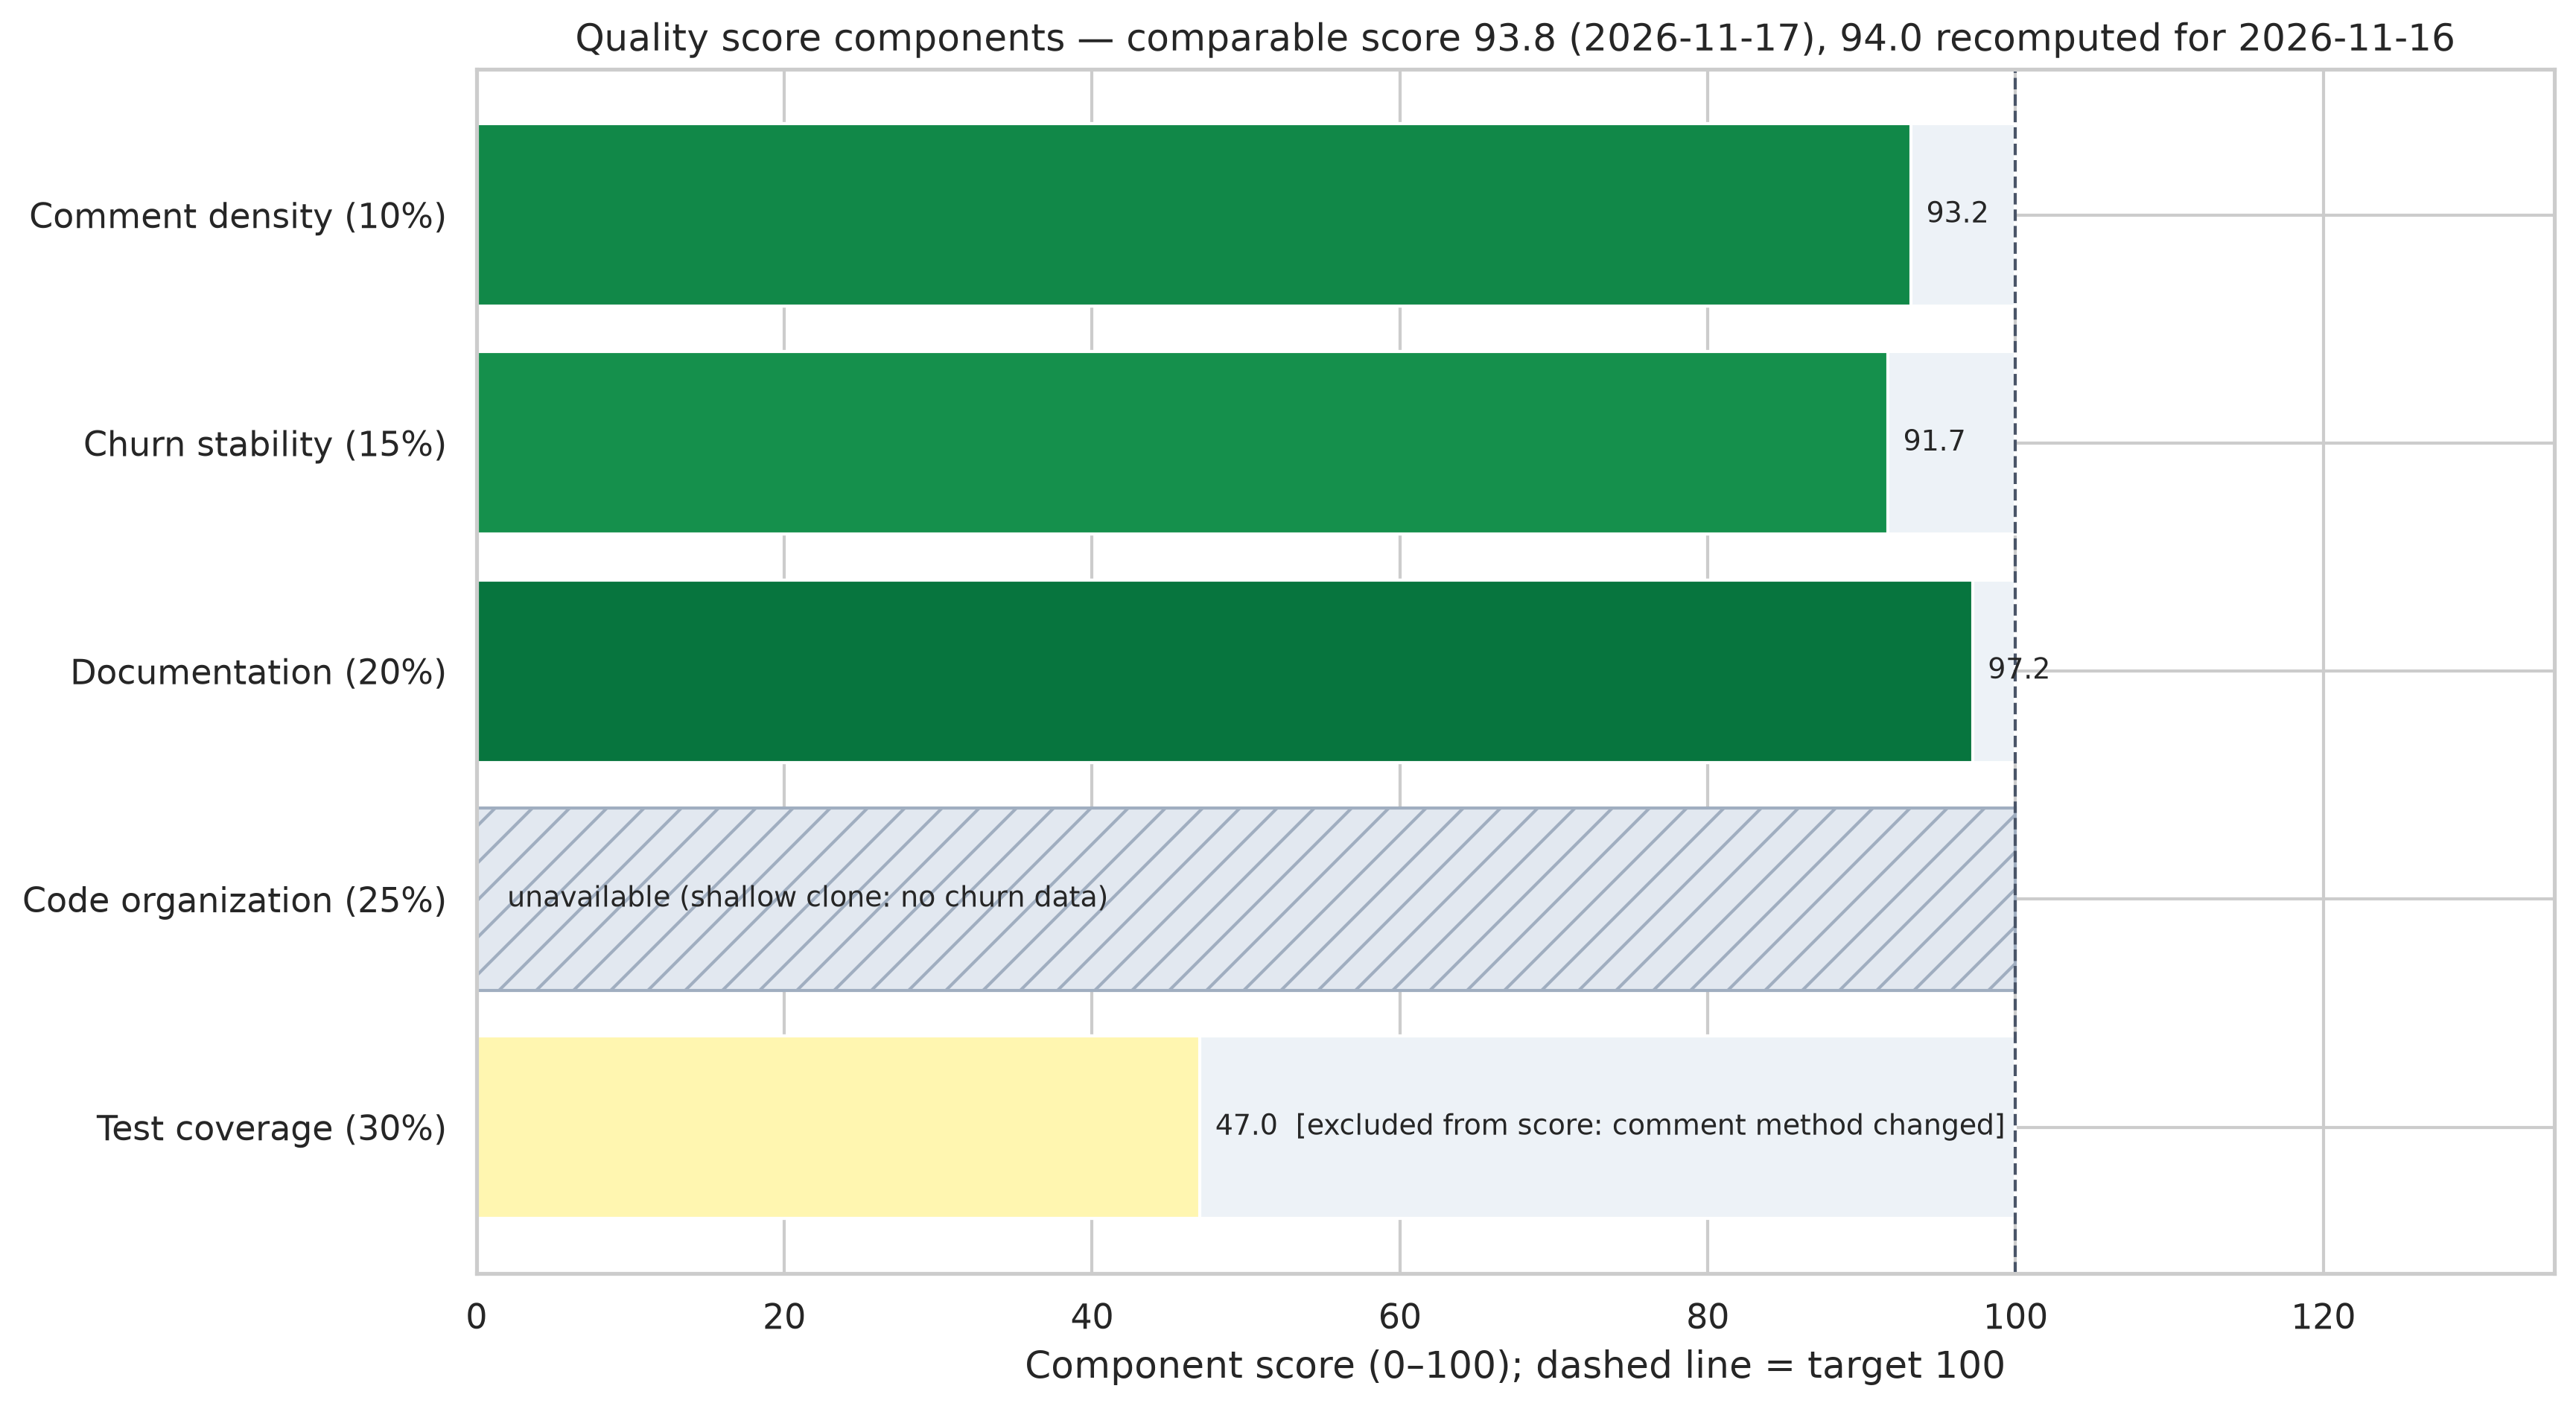 Quality score components — comparable score 93.8 (2026-11-17), 94.0 recomputed for 2026-11-16
Comment density (10%)
93.2
Churn stability (15%)
91.7
Documentation (20%)
97.2
Code organization (25%)
unavailable (shallow clone: no churn data)
Test coverage (30%)
47.0 [excluded from score: comment method changed]
0 20 40 60 80 100 120
Component score (0–100); dashed line = target 100